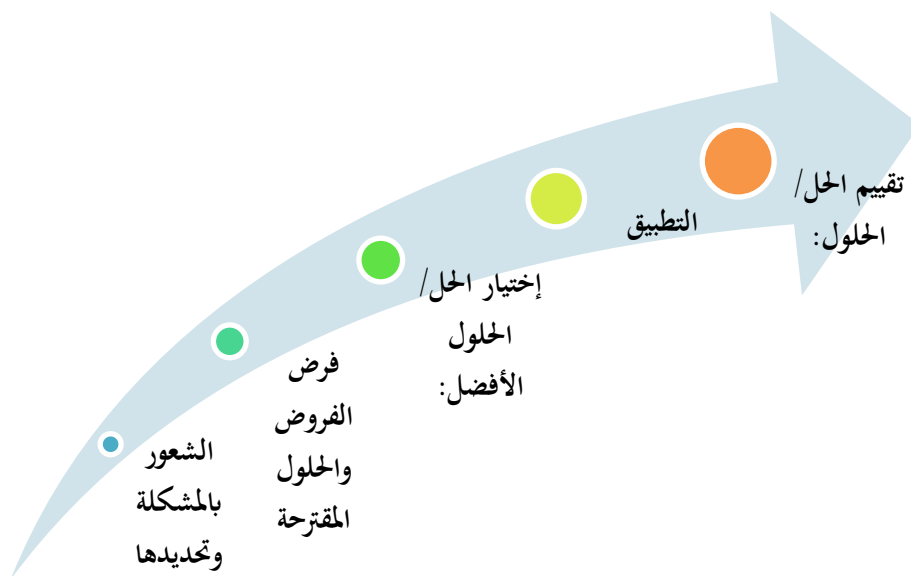 الشعور
بالمشكلة
وتحديدها
فرض
الفروض
والحلول
المقترحة
إختيار الحل/
الحلول
الأفضل:
التطبيق
تقييم الحل/
الحلول: